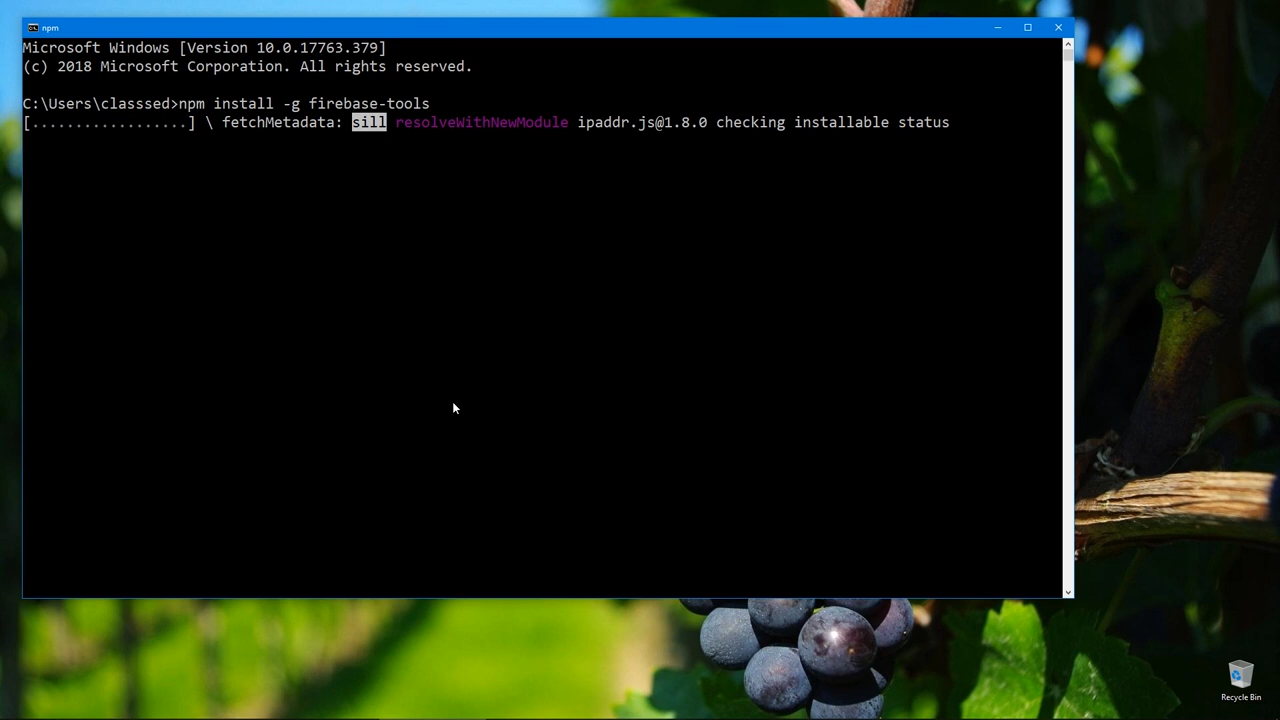 npm
Microsoft Windows [Version 10.0.17763.379]
(c) 2018 Microsoft Corporation. All rights reserved.
C:\Users\classsed>npm install -g firebase-tools
[..................] \ fetchMetadata: sill resolveWithNewModule ipaddr.js@1.8.0 checking installable status
Recycle Bin